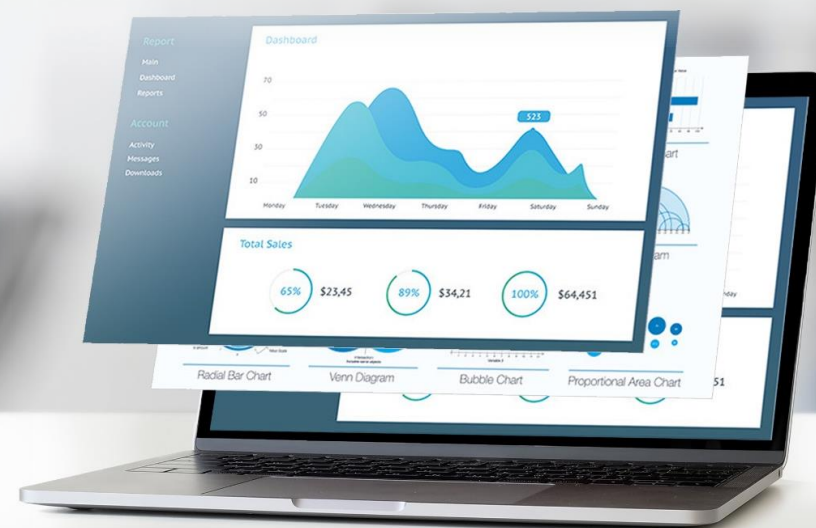 Report
Main
Dashboard
Reports
Account
Activity
Messages
Downloads
Dashboard
70
50
30
10
523
Monday
Tuesday
Wednesday
Thursday
Friday
Saturday
Sunday
Total Sales
65%
$23,45
89%
$34,21
100%
$64,451
Radial Bar Chart
Venn Diagram
Bubble Chart
Proportional Area Chart
51